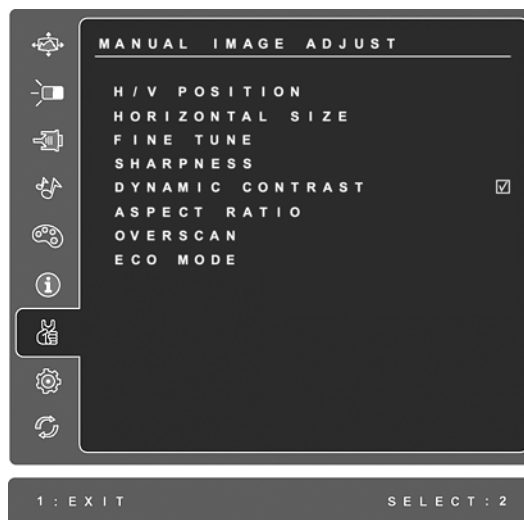 MANUAL IMAGE ADJUST
H/V POSITION
HORIZONTAL SIZE
FINE TUNE
SHARPNESS
DYNAMIC CONTRAST
ASPECT RATIO
OVERSCAN
ECO MODE
1:EXIT SELECT:2